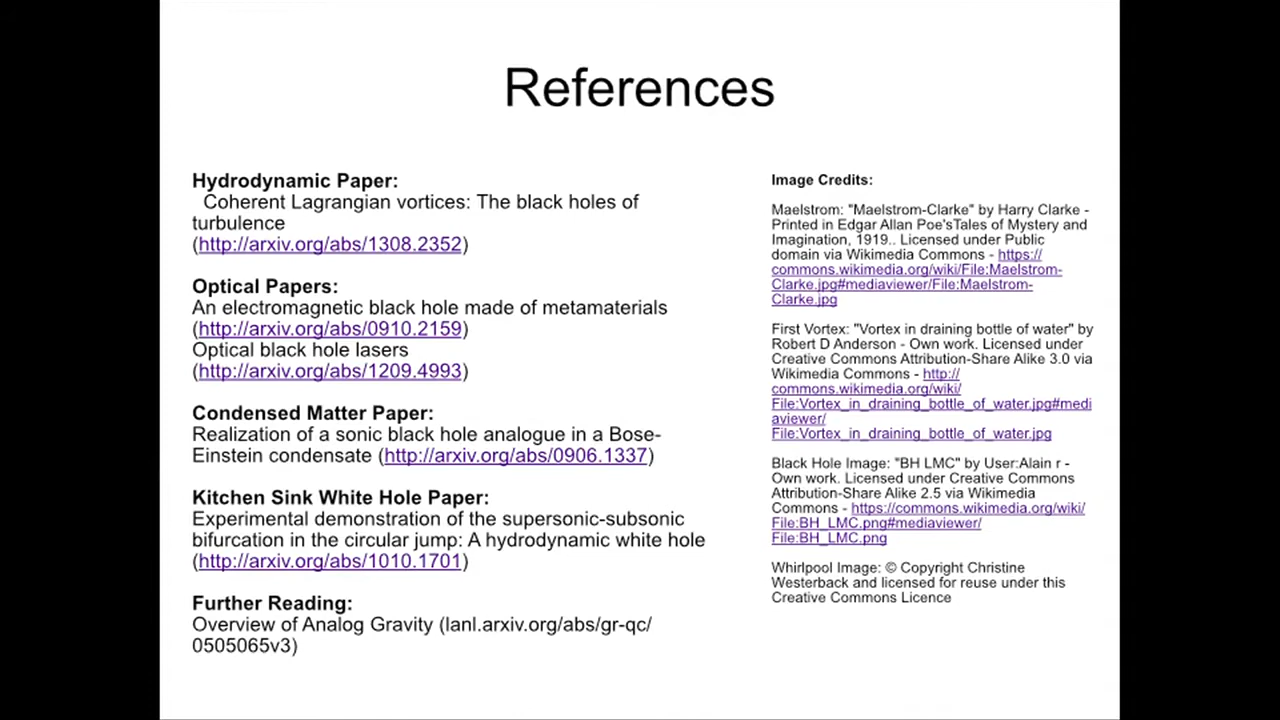 References
Hydrodynamic Paper:
Coherent Lagrangian vortices: The black holes of
turbulence
(http://arxiv.org/abs/1308.2352)
Optical Papers:
An electromagnetic black hole made of metamaterials
(http://arxiv.org/abs/0910.2159)
Optical black hole lasers
(http://arxiv.org/abs/1209.4993)
Condensed Matter Paper:
Realization of a sonic black hole analogue in a Bose-
Einstein condensate (http://arxiv.org/abs/0906.1337)
Kitchen Sink White Hole Paper:
Experimental demonstration of the supersonic-subsonic
bifurcation in the circular jump: A hydrodynamic white hole
(http://arxiv.org/abs/1010.1701)
Further Reading:
Overview of Analog Gravity (lanl.arxiv.org/abs/gr-qc/
0505065v3)
Image Credits:
Maelstrom: "Maelstrom-Clarke" by Harry Clarke -
Printed in Edgar Allan Poe'sTales of Mystery and
Imagination, 1919.. Licensed under Public
domain via Wikimedia Commons - https://
commons.wikimedia.org/wiki/File:Maelstrom-
Clarke.jpg#mediaviewer/File:Maelstrom-
Clarke.jpg
First Vortex: "Vortex in draining bottle of water" by
Robert D Anderson - Own work. Licensed under
Creative Commons Attribution-Share Alike 3.0 via
Wikimedia Commons - http://
commons.wikimedia.org/wiki/
File:Vortex_in_draining_bottle_of_water.jpg#medi
aviewer/
File:Vortex_in_draining_bottle_of_water.jpg
Black Hole Image: "BH LMC" by User:Alain r -
Own work. Licensed under Creative Commons
Attribution-Share Alike 2.5 via Wikimedia
Commons - https://commons.wikimedia.org/wiki/
File:BH_LMC.png#mediaviewer/
File:BH_LMC.png
Whirlpool Image: © Copyright Christine
Westerback and licensed for reuse under this
Creative Commons Licence